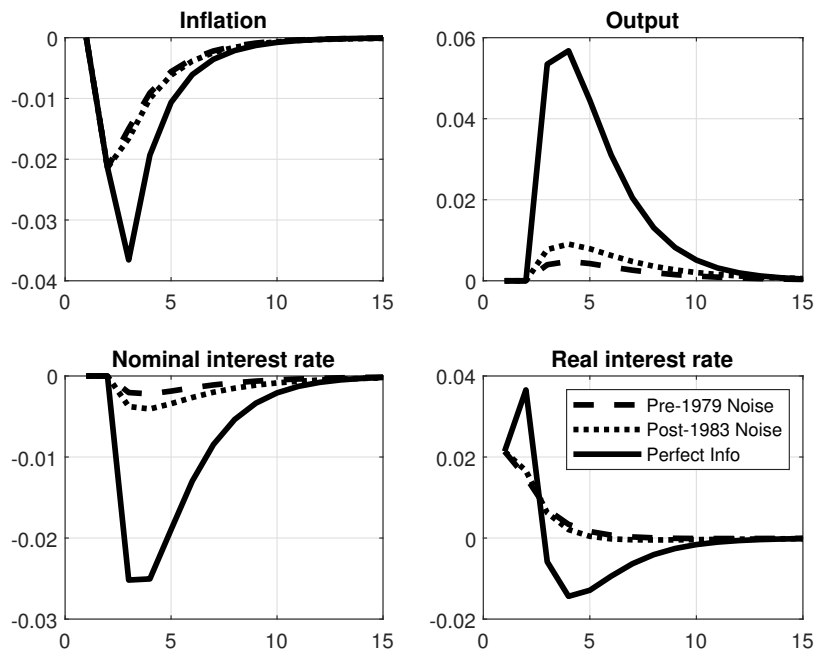 Inflation
0
-0.01
-0.02
-0.03
-0.04
0 5 10 15
Output
0.06
0.04
0.02
0
0 5 10 15
Nominal interest rate
0
-0.01
-0.02
-0.03
0 5 10 15
Real interest rate
0.04
0.02
0
-0.02
0 5 10 15
Pre-1979 Noise
Post-1983 Noise
Perfect Info